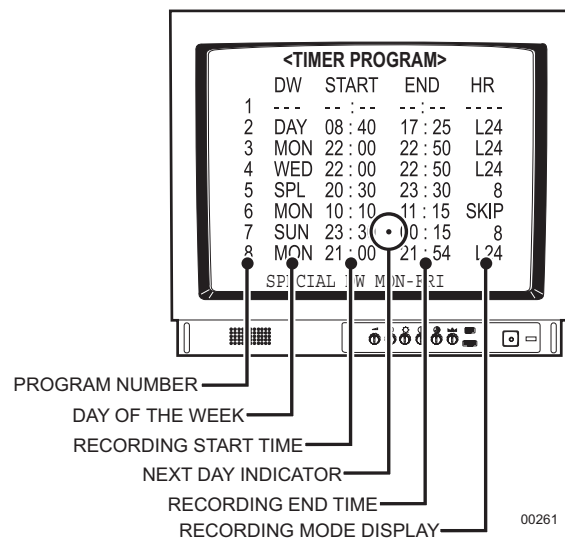 <TIMER PROGRAM>
DW START END HR
1 --- --:-- --:-- ----
2 DAY 08:40 17:25 L24
3 MON 22:00 22:50 L24
4 WED 22:00 22:50 L24
5 SPL 20:30 23:30 8
6 MON 10:10 11:15 SKIP
7 SUN 23:30 • 00:15 8
8 MON 21:00 21:54 L24
SPECIAL DW MON-FRI
PROGRAM NUMBER
DAY OF THE WEEK
RECORDING START TIME
NEXT DAY INDICATOR
RECORDING END TIME
RECORDING MODE DISPLAY
00261